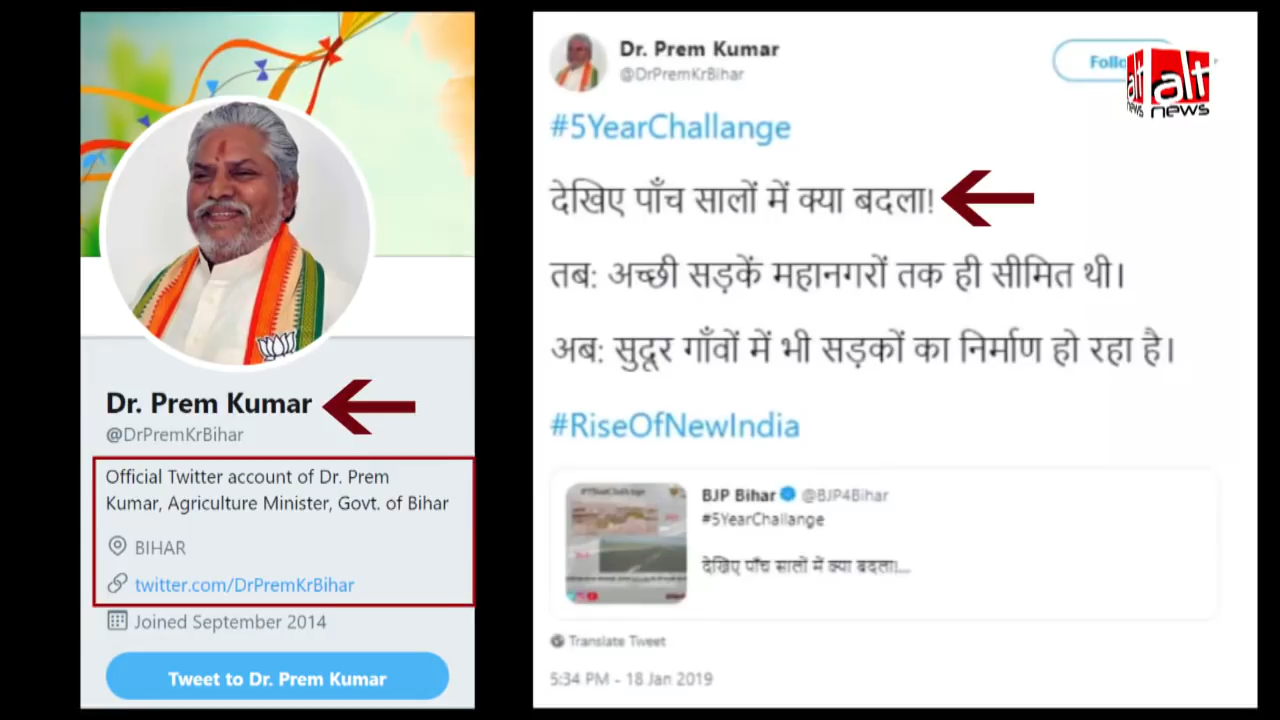 Dr. Prem Kumar
@DrPremKrBihar
Official Twitter account of Dr. Prem
Kumar, Agriculture Minister, Govt. of Bihar
BIHAR
twitter.com/DrPremKrBihar
Joined September 2014
Tweet to Dr. Prem Kumar
Dr. Prem Kumar
@DrPremKrBihar
alt news
#5YearChallange
देखिए पाँच सालों में क्या बदला!
तब: अच्छी सड़कें महानगरों तक ही सीमित थी।
अब: सुदूर गाँवों में भी सड़कों का निर्माण हो रहा है।
#RiseOfNewIndia
BJP Bihar @BJP4Bihar
#5YearChallange
देखिए पाँच सालों में क्या बदला!...
Translate Tweet
5:34 PM - 18 Jan 2019